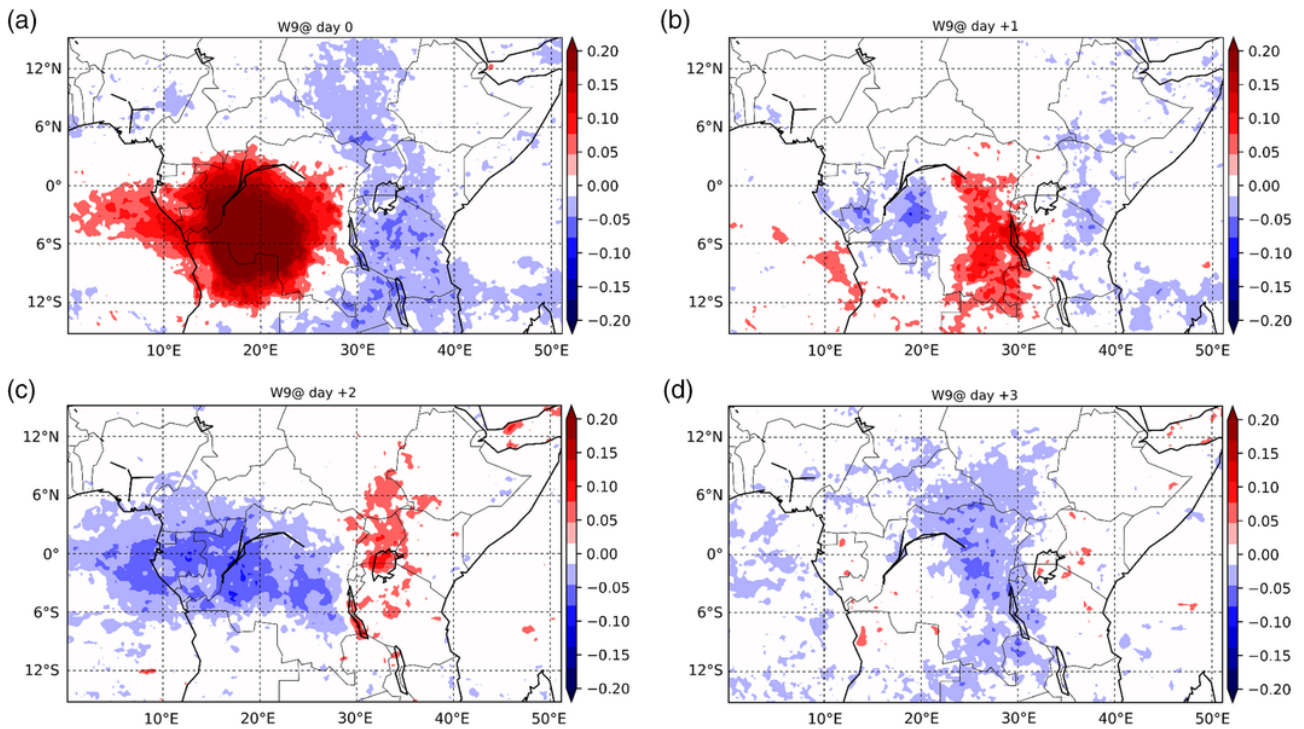 (a)
W9@ day 0
12°N
6°N
0°
6°S
12°S
10°E 20°E 30°E 40°E 50°E
0.20
0.15
0.10
0.05
0.00
−0.05
−0.10
−0.15
−0.20
(b)
W9@ day +1
12°N
6°N
0°
6°S
12°S
10°E 20°E 30°E 40°E 50°E
0.20
0.15
0.10
0.05
0.00
−0.05
−0.10
−0.15
−0.20
(c)
W9@ day +2
12°N
6°N
0°
6°S
12°S
10°E 20°E 30°E 40°E 50°E
0.20
0.15
0.10
0.05
0.00
−0.05
−0.10
−0.15
−0.20
(d)
W9@ day +3
12°N
6°N
0°
6°S
12°S
10°E 20°E 30°E 40°E 50°E
0.20
0.15
0.10
0.05
0.00
−0.05
−0.10
−0.15
−0.20